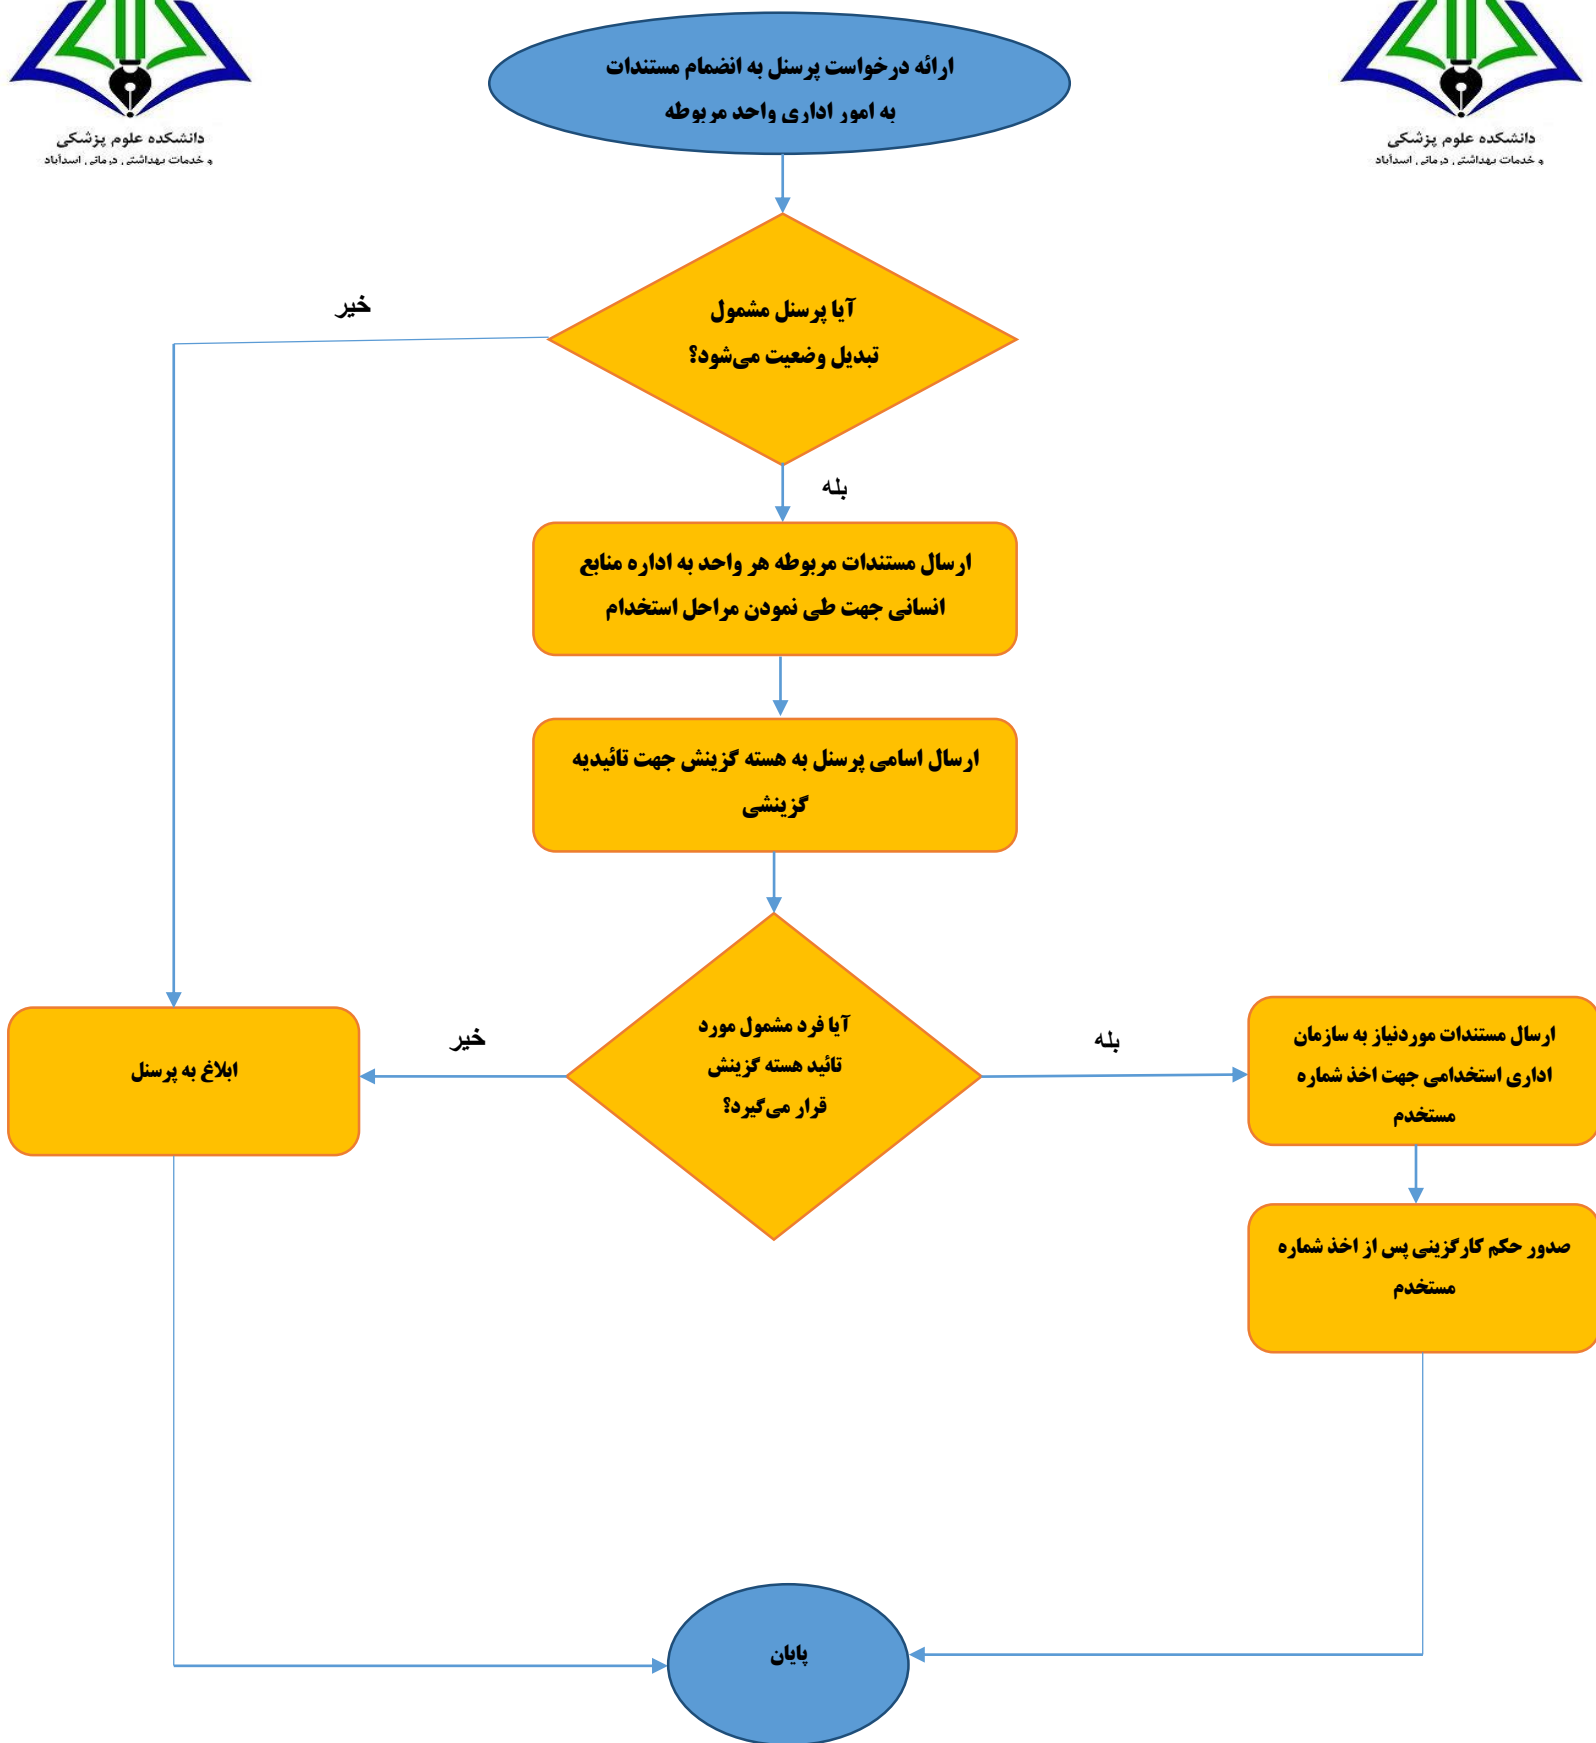 دانشکده علوم پزشکی
و خدمات بهداشتی درمانی اسدآباد
دانشکده علوم پزشکی
و خدمات بهداشتی درمانی اسدآباد
ارائه درخواست پرسنل به انضمام مستندات
به امور اداری واحد مربوطه
آیا پرسنل مشمول
تبدیل وضعیت می‌شود؟
خیر
بله
ارسال مستندات مربوطه هر واحد به اداره منابع
انسانی جهت طی نمودن مراحل استخدام
ارسال اسامی پرسنل به هسته گزینش جهت تائیدیه
گزینشی
آیا فرد مشمول مورد
تائید هسته گزینش
قرار می‌گیرد؟
بله
خیر
ارسال مستندات موردنیاز به سازمان
اداری استخدامی جهت اخذ شماره
مستخدم
ابلاغ به پرسنل
صدور حکم کارگزینی پس از اخذ شماره
مستخدم
پایان